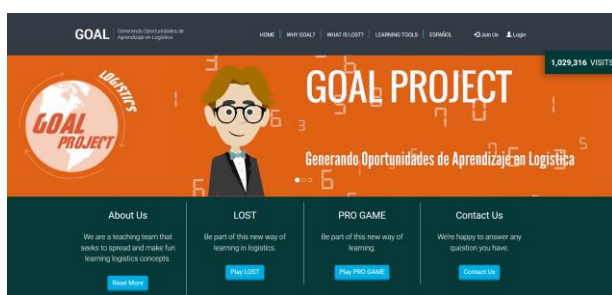 GOAL
Generando Oportunidades de
Aprendizaje en Logística
HOME
WHY GOAL?
WHAT IS LOST?
LEARNING TOOLS
ESPAÑOL
Join Us
Login
1,029,316 VISITS
LOGISTICS
GOAL
PROJECT
GOAL PROJECT
Generando Oportunidades de Aprendizaje en Logística
About Us
We are a teaching team that
seeks to spread and make fun
learning logistics concepts.
Read More
LOST
Be part of this new way of
learning in logistics.
Play LOST
PRO GAME
Be part of this new way of
learning.
Play PRO GAME
Contact Us
We're happy to answer any
question you have.
Contact Us